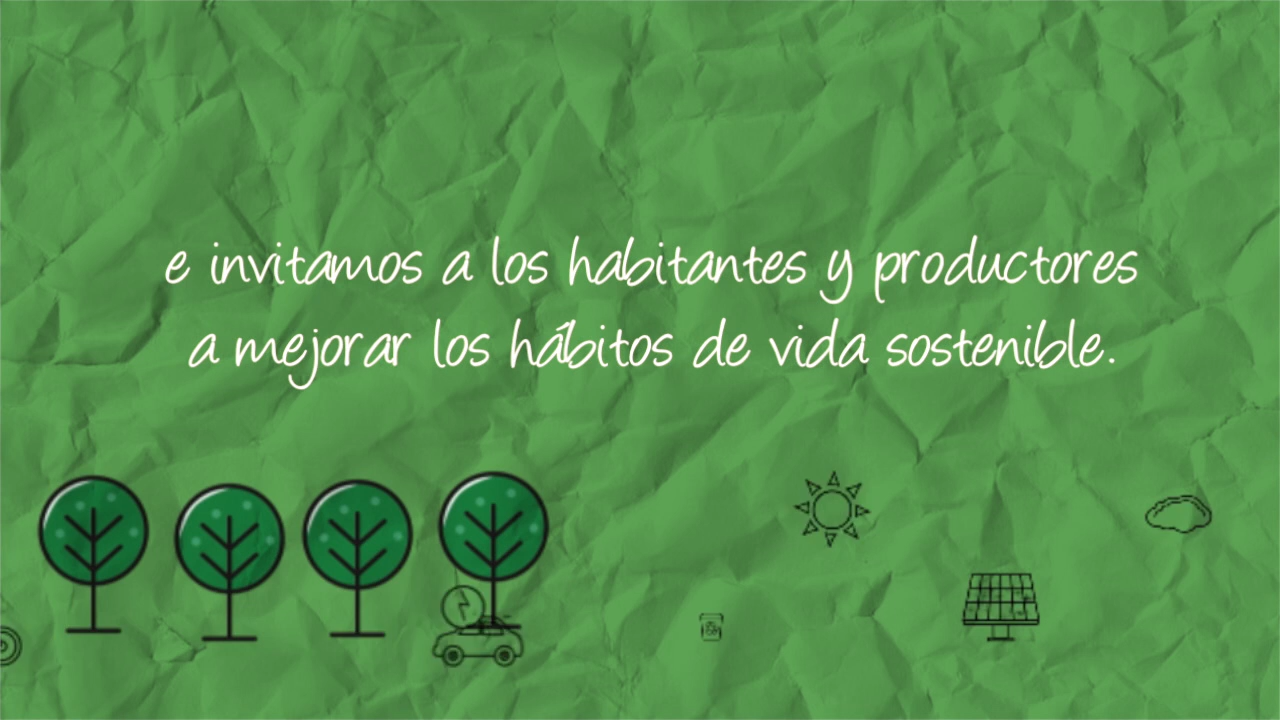 e invitamos a los habitantes y productores
a mejorar los hábitos de vida sostenible.